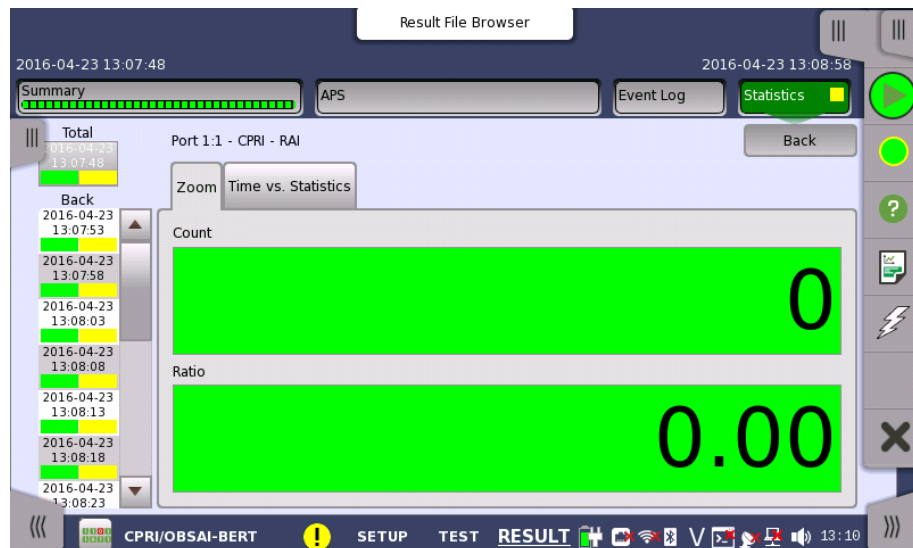 Result File Browser
2016-04-23 13:07:48
2016-04-23 13:08:58
Summary
APS
Event Log
Statistics
Total
2016-04-23
13:07:48
Port 1:1 - CPRI - RAI
Back
Zoom
Time vs. Statistics
Back
2016-04-23
13:07:53
2016-04-23
13:07:58
2016-04-23
13:08:03
2016-04-23
13:08:08
2016-04-23
13:08:13
2016-04-23
13:08:18
2016-04-23
13:08:23
Count
0
Ratio
0.00
CPRI/OBSAI-BERT
SETUP
TEST
RESULT
13:10